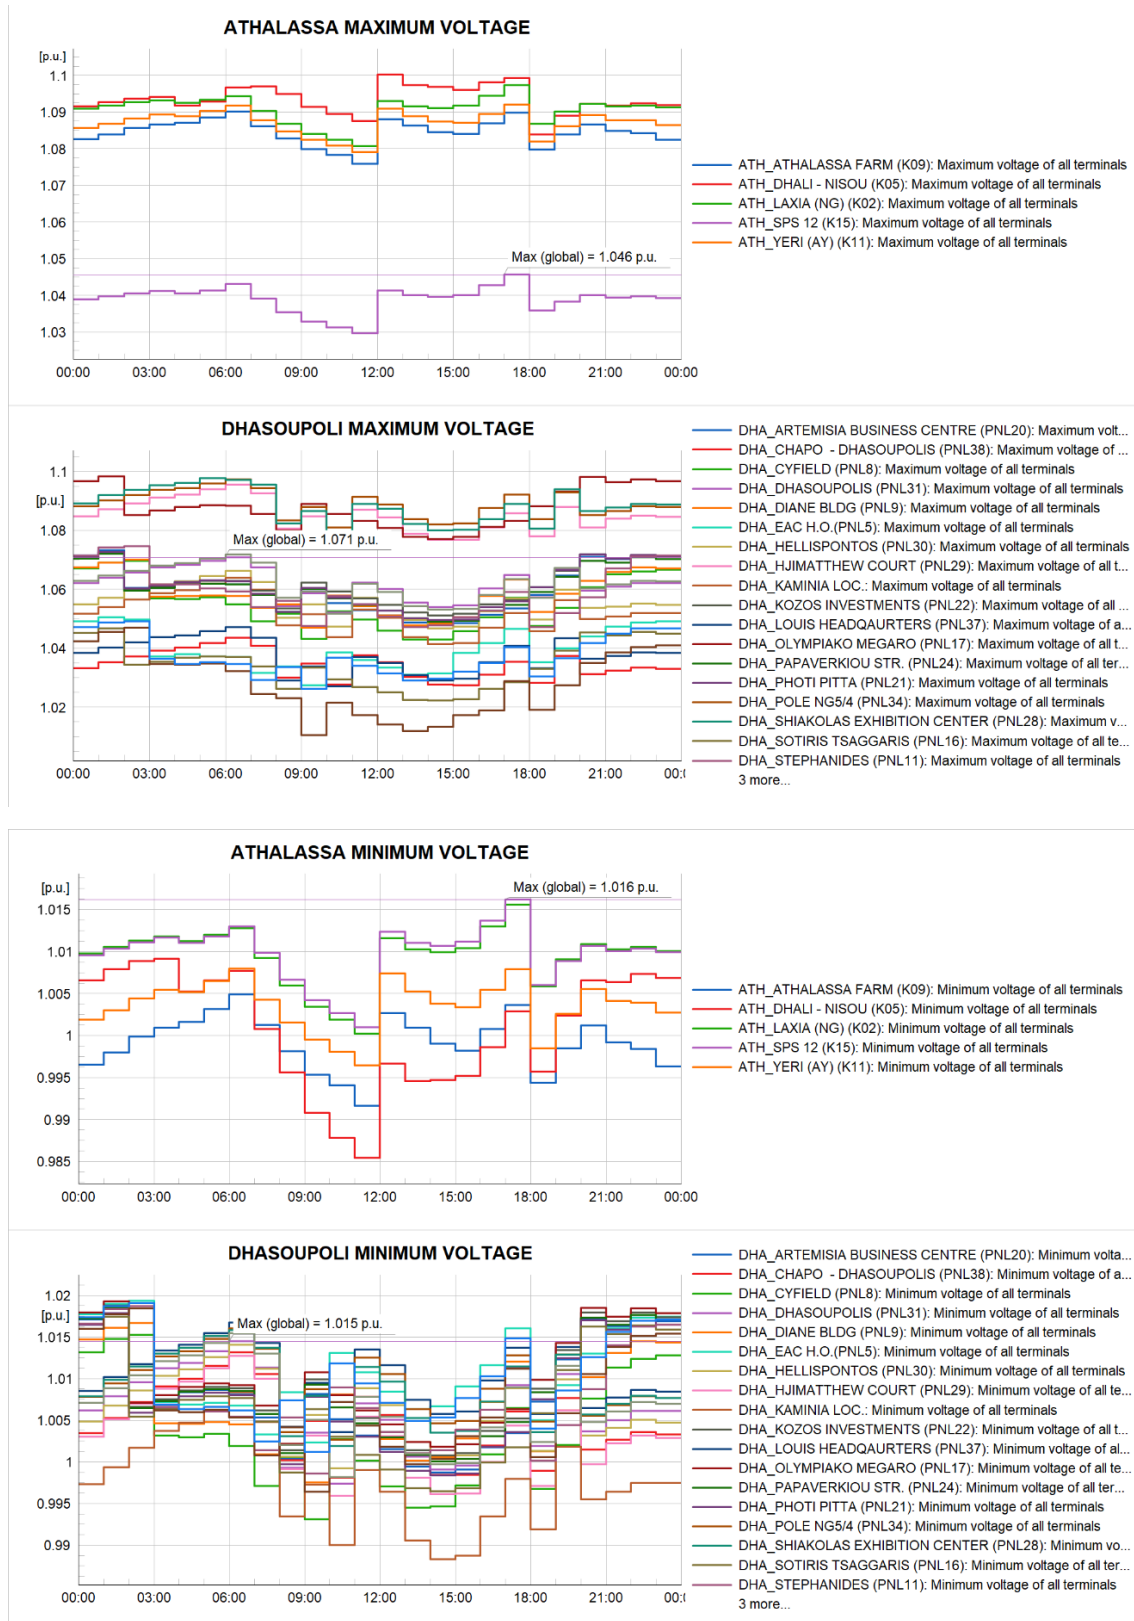 ATHALASSA MAXIMUM VOLTAGE
[p.u.]
1.1
1.09
1.08
1.07
1.06
1.05
1.04
1.03
Max (global) = 1.046 p.u.
00:00 03:00 06:00 09:00 12:00 15:00 18:00 21:00 00:00
ATH_ATHALASSA FARM (K09): Maximum voltage of all terminals
ATH_DHALI - NISOU (K05): Maximum voltage of all terminals
ATH_LAXIA (NG) (K02): Maximum voltage of all terminals
ATH_SPS 12 (K15): Maximum voltage of all terminals
ATH_YERI (AY) (K11): Maximum voltage of all terminals
DHASOUPOLI MAXIMUM VOLTAGE
1.1
[p.u.]
1.08
1.06
1.04
1.02
Max (global) = 1.071 p.u.
00:00 03:00 06:00 09:00 12:00 15:00 18:00 21:00 00:0
DHA_ARTEMISIA BUSINESS CENTRE (PNL20): Maximum volt...
DHA_CHAPO - DHASOUPOLIS (PNL38): Maximum voltage of ...
DHA_CYFIELD (PNL8): Maximum voltage of all terminals
DHA_DHASOUPOLIS (PNL31): Maximum voltage of all terminals
DHA_DIANE BLDG (PNL9): Maximum voltage of all terminals
DHA_EAC H.O.(PNL5): Maximum voltage of all terminals
DHA_HELLISPONTOS (PNL30): Maximum voltage of all terminals
DHA_HJIMATTHEW COURT (PNL29): Maximum voltage of all t...
DHA_KAMINIA LOC.: Maximum voltage of all terminals
DHA_KOZOS INVESTMENTS (PNL22): Maximum voltage of all ...
DHA_LOUIS HEADQAURTERS (PNL37): Maximum voltage of a...
DHA_OLYMPIAKO MEGARO (PNL17): Maximum voltage of all t...
DHA_PAPAVERKIOU STR. (PNL24): Maximum voltage of all ter...
DHA_PHOTI PITTA (PNL21): Maximum voltage of all terminals
DHA_POLE NG5/4 (PNL34): Maximum voltage of all terminals
DHA_SHIAKOLAS EXHIBITION CENTER (PNL28): Maximum v...
DHA_SOTIRIS TSAGGARIS (PNL16): Maximum voltage of all te...
DHA_STEPHANIDES (PNL11): Maximum voltage of all terminals
3 more...
ATHALASSA MINIMUM VOLTAGE
[p.u.]
1.015
1.01
1.005
1
0.995
0.99
0.985
Max (global) = 1.016 p.u.
00:00 03:00 06:00 09:00 12:00 15:00 18:00 21:00 00:00
ATH_ATHALASSA FARM (K09): Minimum voltage of all terminals
ATH_DHALI - NISOU (K05): Minimum voltage of all terminals
ATH_LAXIA (NG) (K02): Minimum voltage of all terminals
ATH_SPS 12 (K15): Minimum voltage of all terminals
ATH_YERI (AY) (K11): Minimum voltage of all terminals
DHASOUPOLI MINIMUM VOLTAGE
1.02
[p.u.]
1.015
1.01
1.005
1
0.995
0.99
Max (global) = 1.015 p.u.
00:00 03:00 06:00 09:00 12:00 15:00 18:00 21:00 00:00
DHA_ARTEMISIA BUSINESS CENTRE (PNL20): Minimum volta...
DHA_CHAPO - DHASOUPOLIS (PNL38): Minimum voltage of a...
DHA_CYFIELD (PNL8): Minimum voltage of all terminals
DHA_DHASOUPOLIS (PNL31): Minimum voltage of all terminals
DHA_DIANE BLDG (PNL9): Minimum voltage of all terminals
DHA_EAC H.O.(PNL5): Minimum voltage of all terminals
DHA_HELLISPONTOS (PNL30): Minimum voltage of all terminals
DHA_HJIMATTHEW COURT (PNL29): Minimum voltage of all te...
DHA_KAMINIA LOC.: Minimum voltage of all terminals
DHA_KOZOS INVESTMENTS (PNL22): Minimum voltage of all t...
DHA_LOUIS HEADQAURTERS (PNL37): Minimum voltage of al...
DHA_OLYMPIAKO MEGARO (PNL17): Minimum voltage of all te...
DHA_PAPAVERKIOU STR. (PNL24): Minimum voltage of all ter...
DHA_PHOTI PITTA (PNL21): Minimum voltage of all terminals
DHA_POLE NG5/4 (PNL34): Minimum voltage of all terminals
DHA_SHIAKOLAS EXHIBITION CENTER (PNL28): Minimum vo...
DHA_SOTIRIS TSAGGARIS (PNL16): Minimum voltage of all ter...
DHA_STEPHANIDES (PNL11): Minimum voltage of all terminals
3 more...